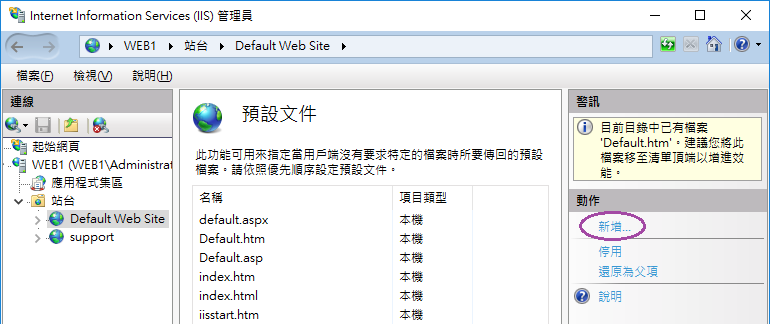 Internet Information Services (IIS) 管理員
WEB1 站台 Default Web Site
檔案(F) 檢視(V) 說明(H)
連線
起始網頁
WEB1 (WEB1\Administrat
應用程式集區
站台
Default Web Site
support
預設文件
此功能可用來指定當用戶端沒有要求特定的檔案時所要傳回的預設
檔案。請依照優先順序設定預設文件。
名稱 項目類型
default.aspx 本機
Default.htm 本機
Default.asp 本機
index.htm 本機
index.html 本機
iisstart.htm 本機
警訊
目前目錄中已有檔案
'Default.htm'。建議您將此
檔案移至清單頂端以增進效
能。
動作
新增...
停用
還原為父項
說明